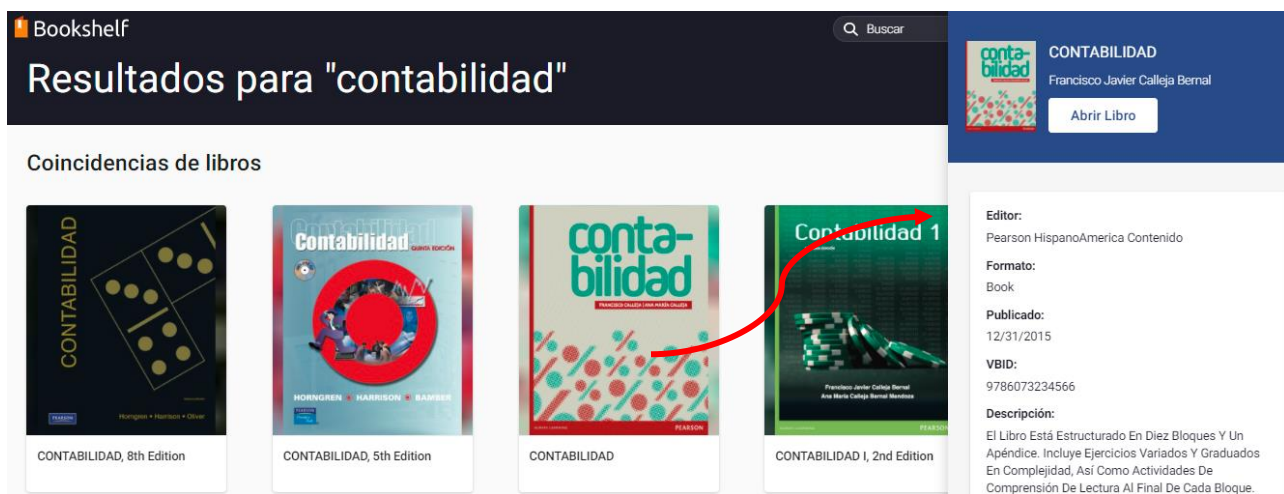 Bookshelf
Buscar
Resultados para "contabilidad"
Coincidencias de libros
CONTABILIDAD
PEARSON
Horngren • Harrison • Oliver
CONTABILIDAD, 8th Edition
Contabilidad
QUINTA EDICIÓN
HORNGREN • HARRISON • BAMBER
CONTABILIDAD, 5th Edition
conta-
bilidad
FRANCISCO CALLEJA | ANA MARÍA CALLEJA
PEARSON
CONTABILIDAD
Contabilidad 1
Francisco Javier Calleja Bernal
Ana María Calleja Bernal Mendoza
PEARSON
CONTABILIDAD I, 2nd Edition
conta-
bilidad
CONTABILIDAD
Francisco Javier Calleja Bernal
Abrir Libro
Editor:
Pearson HispanoAmerica Contenido
Formato:
Book
Publicado:
12/31/2015
VBID:
9786073234566
Descripción:
El Libro Está Estructurado En Diez Bloques Y Un
Apéndice. Incluye Ejercicios Variados Y Graduados
En Complejidad, Así Como Actividades De
Comprensión De Lectura Al Final De Cada Bloque.